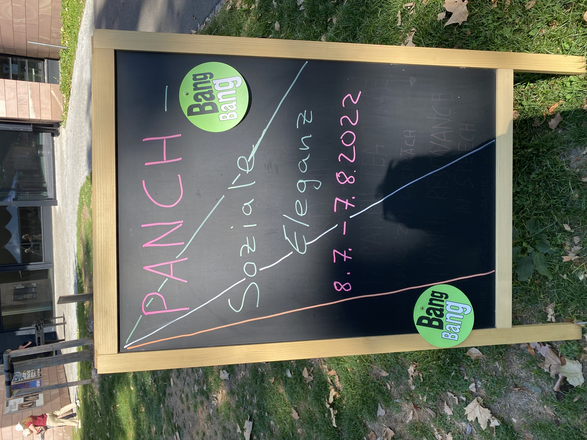 PANCH –
Bang
Bang
Soziale
Eleganz
8.7. – 7.8.2022
Bang
Bang